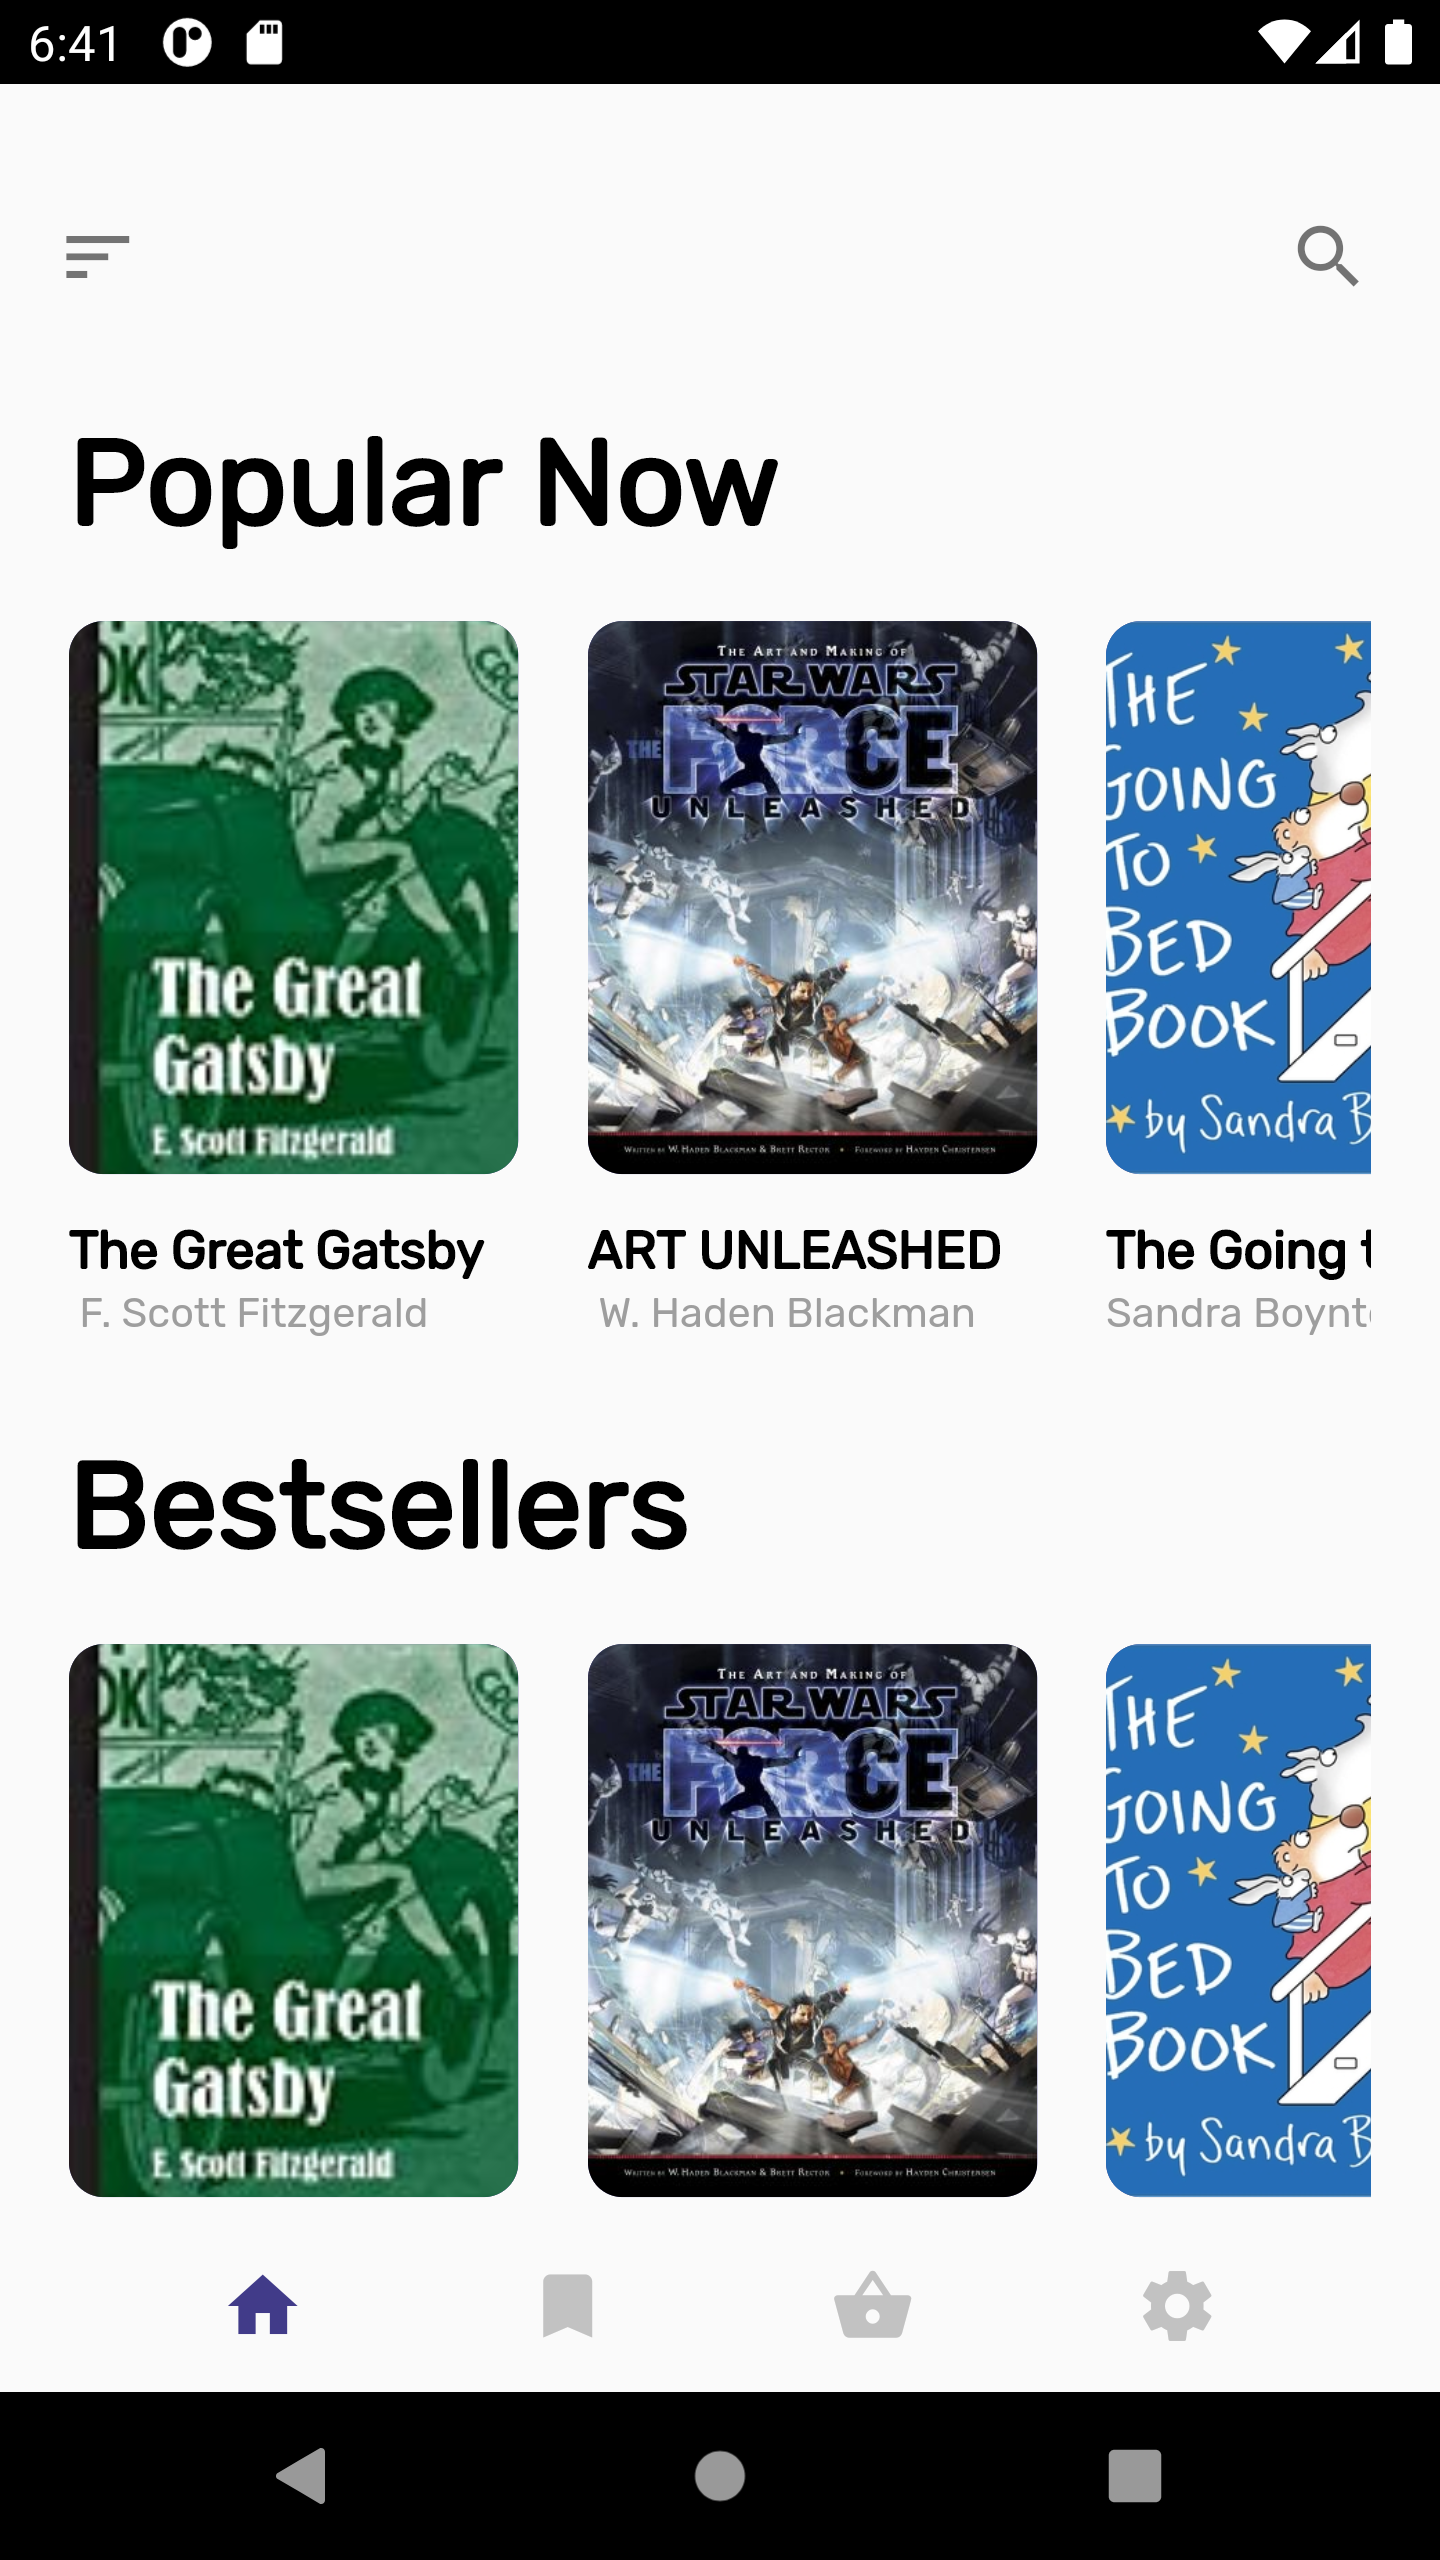 6:41
Popular Now
OK
The Great
Gatsby
F. Scott Fitzgerald
THE ART AND MAKING OF
STAR WARS
THE FORCE
UNLEASHED
WRITTEN BY W. HADEN BLACKMAN & BRETT RECTOR • FOREWORD BY HAYDEN CHRISTENSEN
THE
GOING
TO
BED
BOOK
by Sandra B
The Great Gatsby
F. Scott Fitzgerald
ART UNLEASHED
W. Haden Blackman
The Going t
Sandra Boynt
Bestsellers
OK
The Great
Gatsby
F. Scott Fitzgerald
THE ART AND MAKING OF
STAR WARS
THE FORCE
UNLEASHED
WRITTEN BY W. HADEN BLACKMAN & BRETT RECTOR • FOREWORD BY HAYDEN CHRISTENSEN
THE
GOING
TO
BED
BOOK
by Sandra B